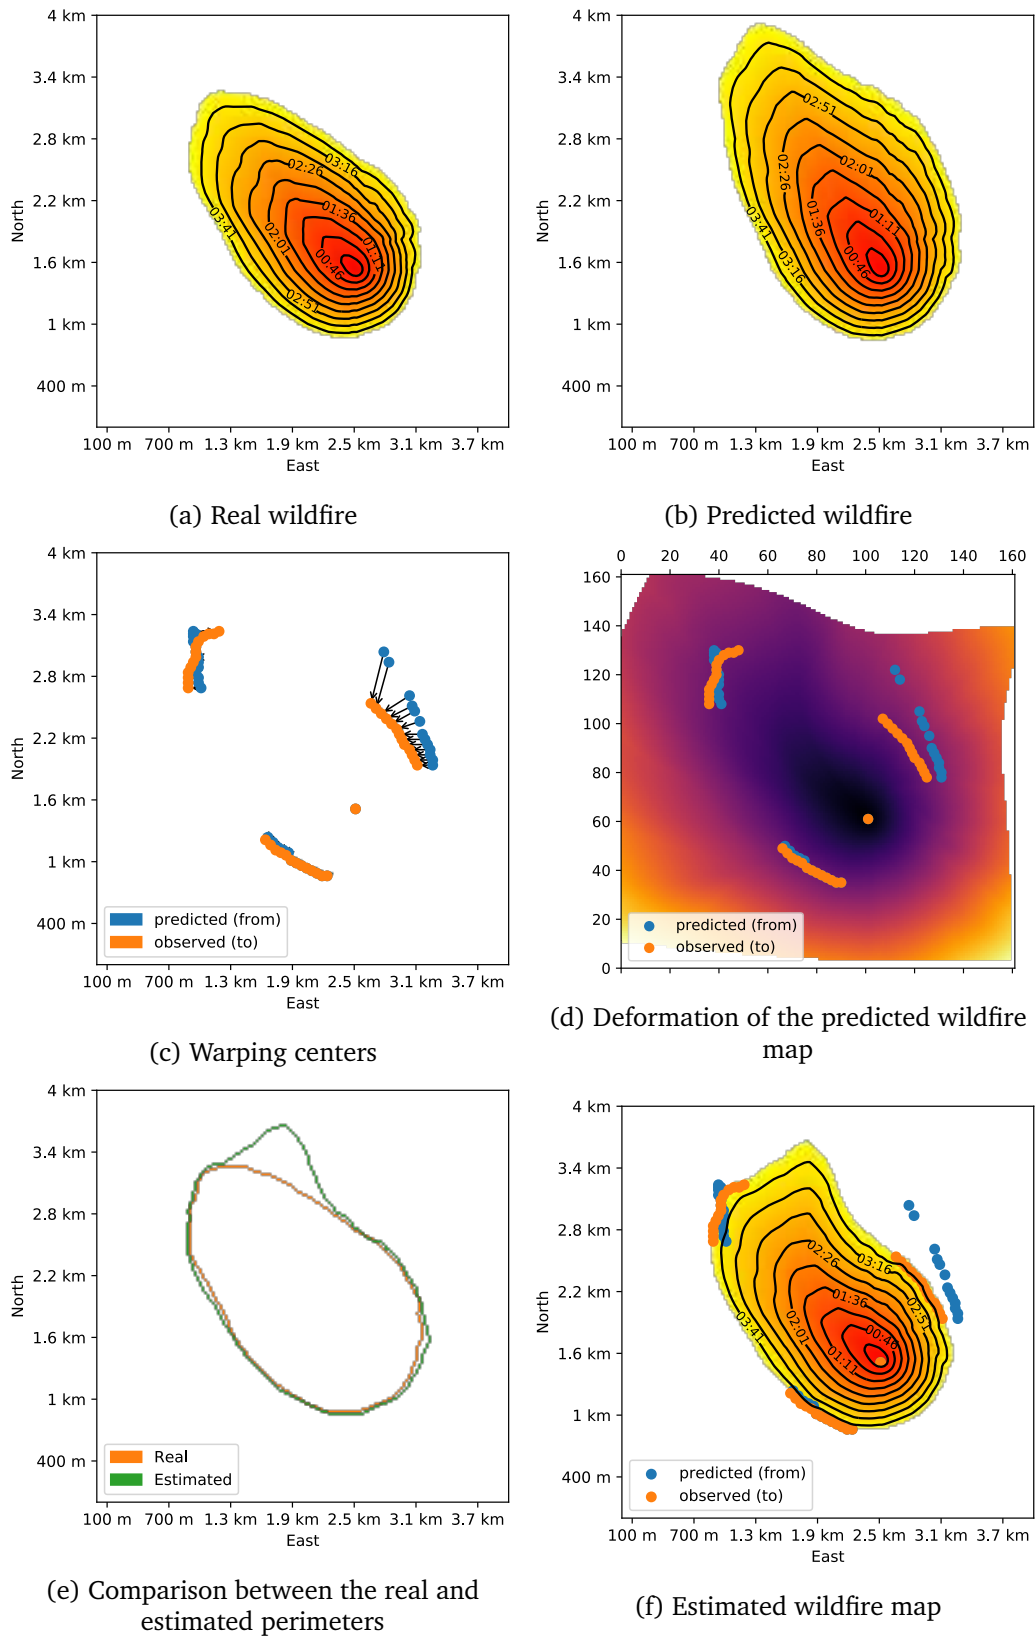 4 km
3.4 km
2.8 km
2.2 km
1.6 km
1 km
400 m
North
03:16
02:26
01:36
01:11
03:41
02:01
00:46
02:51
100 m 700 m 1.3 km 1.9 km 2.5 km 3.1 km 3.7 km
East
(a) Real wildfire
4 km
3.4 km
2.8 km
2.2 km
1.6 km
1 km
400 m
North
02:51
02:01
02:26
01:11
01:36
00:46
03:16
03:41
100 m 700 m 1.3 km 1.9 km 2.5 km 3.1 km 3.7 km
East
(b) Predicted wildfire
4 km
3.4 km
2.8 km
2.2 km
1.6 km
1 km
400 m
North
predicted (from)
observed (to)
100 m 700 m 1.3 km 1.9 km 2.5 km 3.1 km 3.7 km
East
(c) Warping centers
0 20 40 60 80 100 120 140 160
160
140
120
100
80
60
40
20
0
predicted (from)
observed (to)
(d) Deformation of the predicted wildfire
map
4 km
3.4 km
2.8 km
2.2 km
1.6 km
1 km
400 m
North
Real
Estimated
100 m 700 m 1.3 km 1.9 km 2.5 km 3.1 km 3.7 km
East
(e) Comparison between the real and
estimated perimeters
4 km
3.4 km
2.8 km
2.2 km
1.6 km
1 km
400 m
North
02:26
03:16
01:36
02:51
00:46
03:41
02:01
01:11
predicted (from)
observed (to)
100 m 700 m 1.3 km 1.9 km 2.5 km 3.1 km 3.7 km
East
(f) Estimated wildfire map